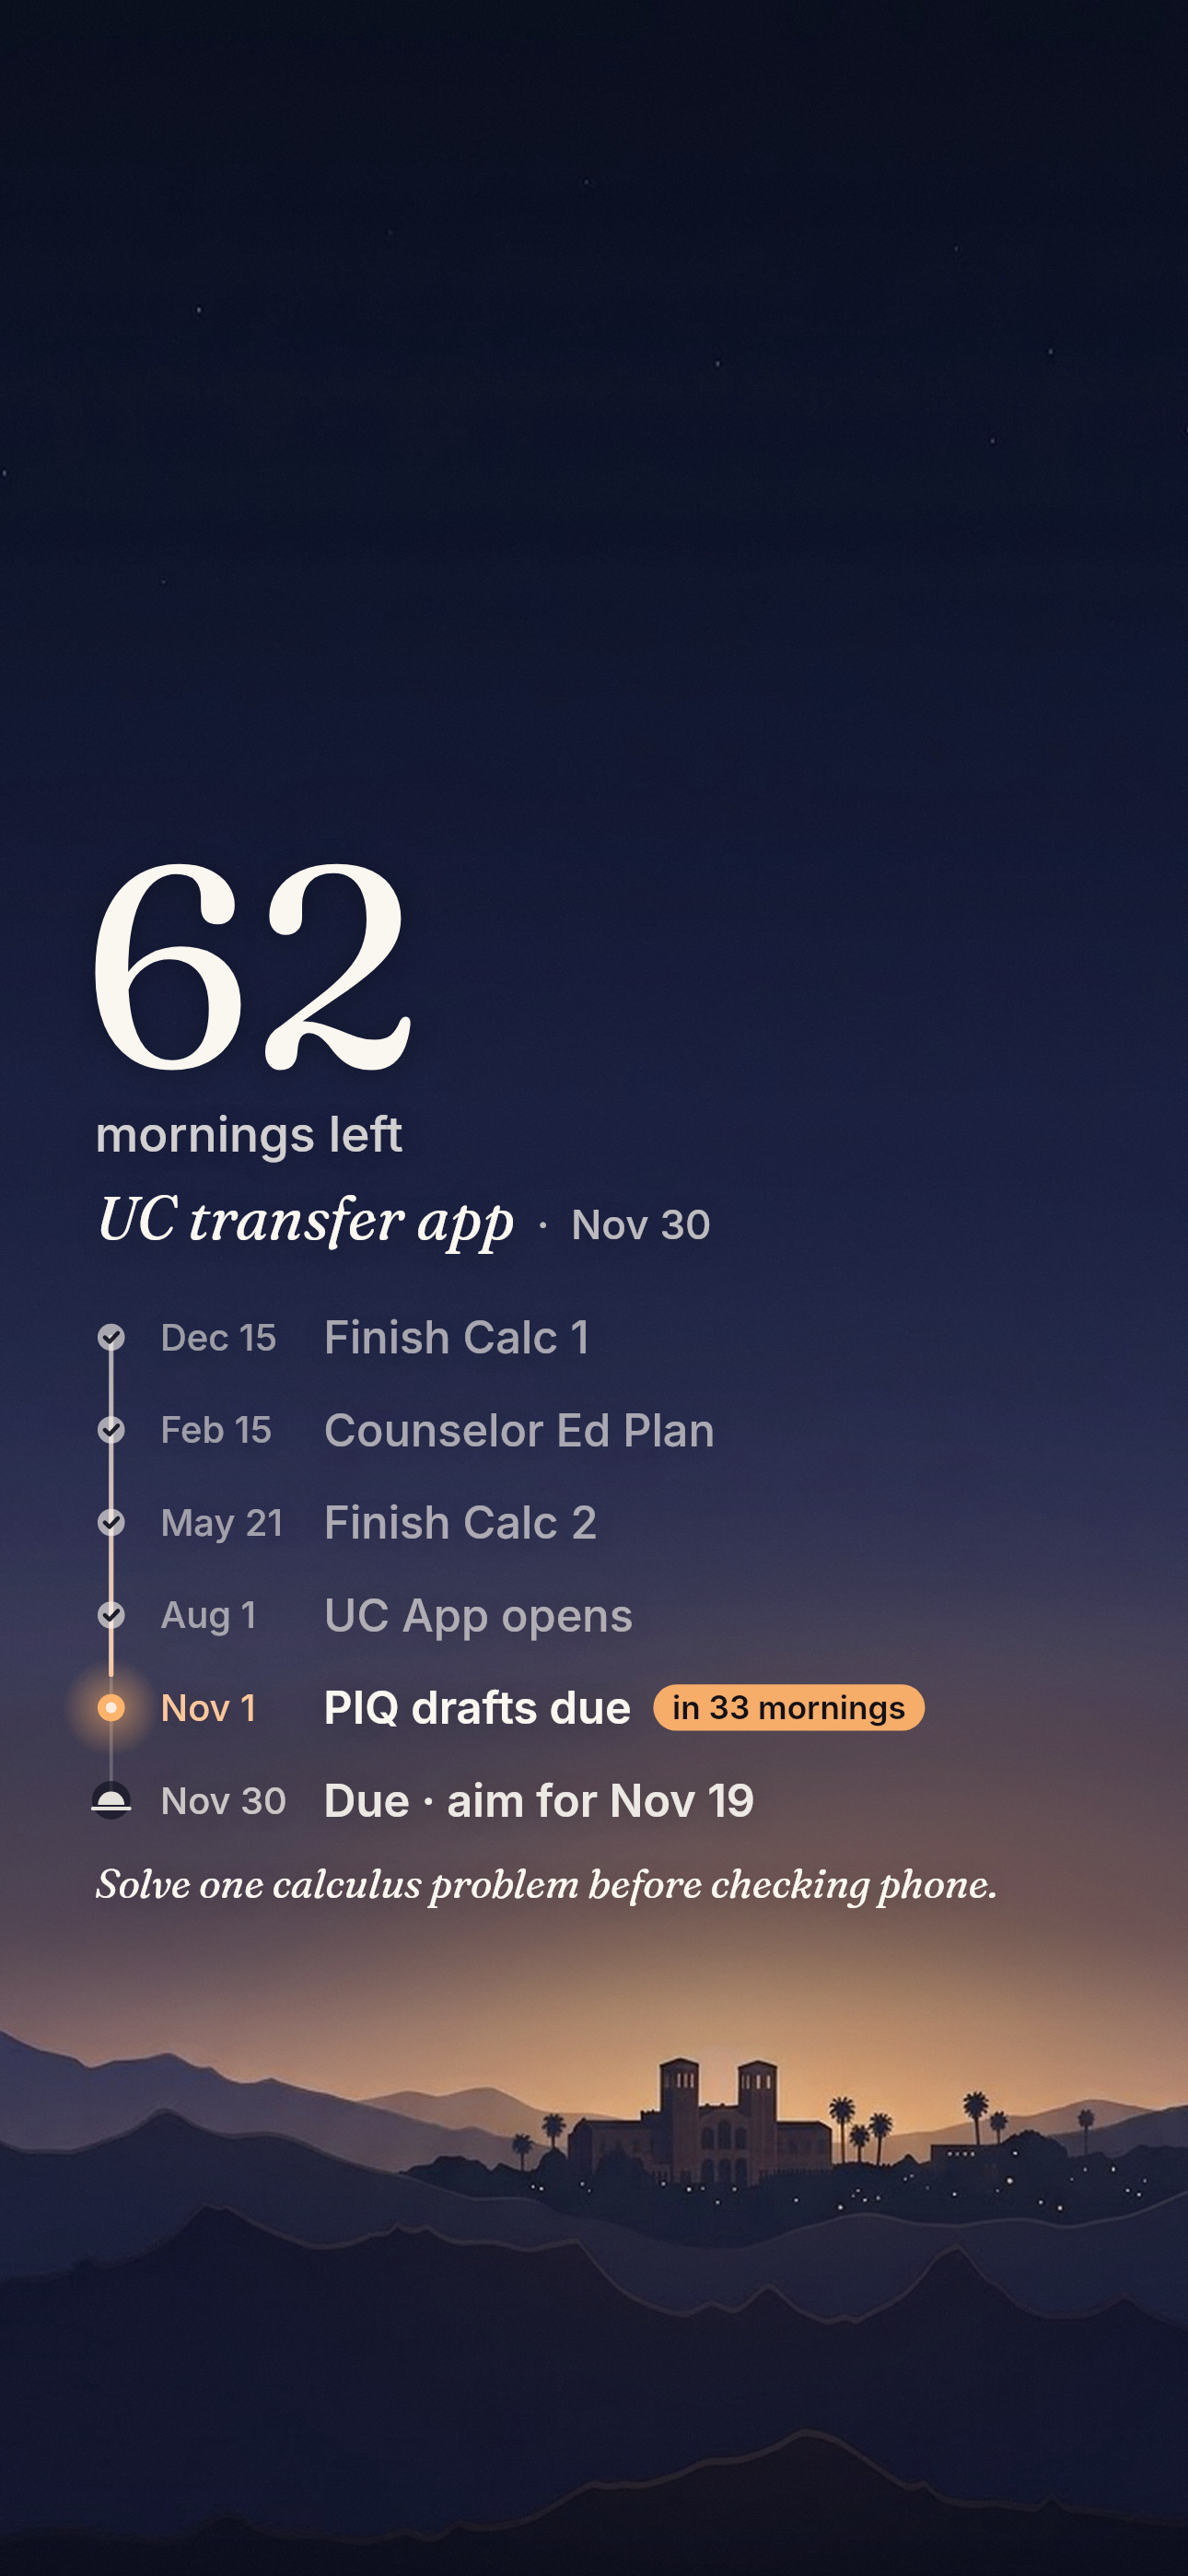 62
mornings left
UC transfer app · Nov 30
Dec 15 Finish Calc 1
Feb 15 Counselor Ed Plan
May 21 Finish Calc 2
Aug 1 UC App opens
Nov 1 PIQ drafts due in 33 mornings
Nov 30 Due · aim for Nov 19
Solve one calculus problem before checking phone.